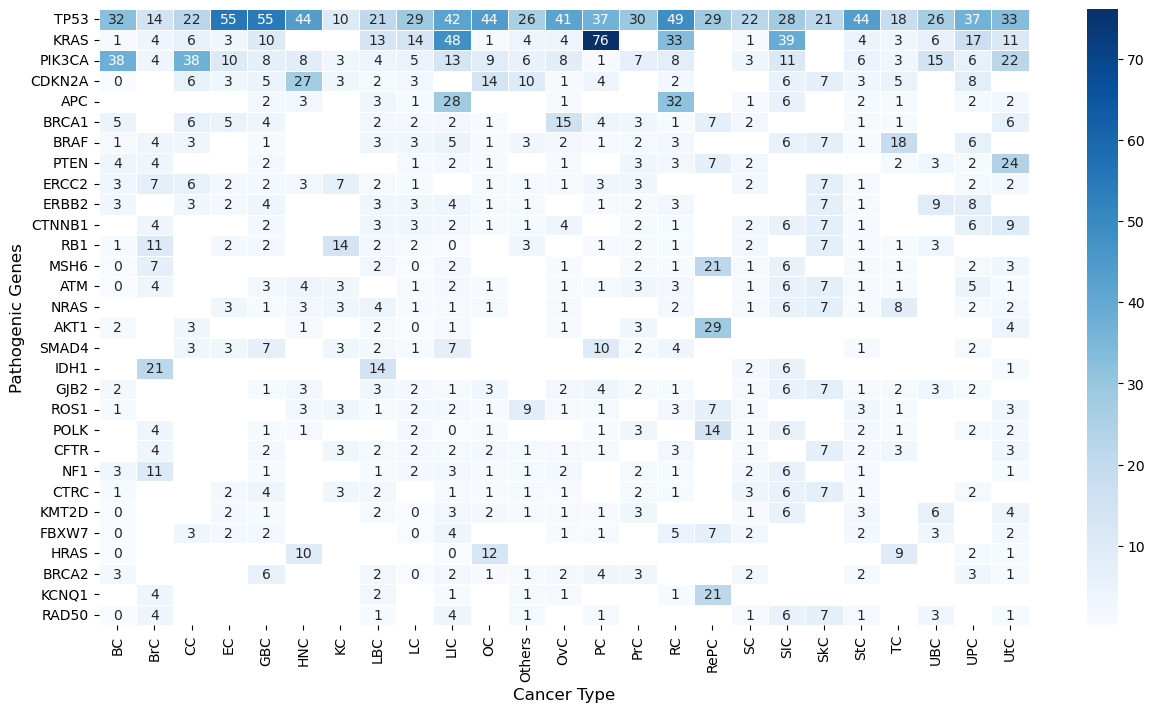 TP53 32 14 22 55 55 44 10 21 29 42 44 26 41 37 30 49 29 22 28 21 44 18 26 37 33
KRAS 1 4 6 3 10 13 14 48 1 4 4 76 33 1 39 4 3 6 17 11
PIK3CA 38 4 38 10 8 8 3 4 5 13 9 6 8 1 7 8 3 11 6 3 15 6 22
CDKN2A 0 6 3 5 27 3 2 3 14 10 1 4 2 6 7 3 5 8
APC 2 3 3 1 28 1 32 1 6 2 1 2 2
BRCA1 5 6 5 4 2 2 2 1 15 4 3 1 7 2 1 1 6
BRAF 1 4 3 1 3 3 5 1 3 2 1 2 3 6 7 1 18 6
PTEN 4 4 2 1 2 1 1 3 3 7 2 2 3 2 24
ERCC2 3 7 6 2 2 3 7 2 1 1 1 1 3 3 2 7 1 2 2
ERBB2 3 3 2 4 3 3 4 1 1 1 2 3 7 1 9 8
CTNNB1 4 2 3 3 2 1 1 4 2 1 2 6 7 1 6 9
RB1 1 11 2 2 14 2 2 0 3 1 2 1 2 7 1 1 3
MSH6 0 7 2 0 2 1 2 1 21 1 6 1 1 2 3
ATM 0 4 3 4 3 1 2 1 1 1 3 3 1 6 7 1 1 5 1
NRAS 3 1 3 3 4 1 1 1 1 2 1 6 7 1 8 2 2
AKT1 2 3 1 2 0 1 1 3 29 4
SMAD4 3 3 7 3 2 1 7 10 2 4 1 2
IDH1 21 14 2 6 1
GJB2 2 1 3 3 2 1 3 2 4 2 1 1 6 7 1 2 3 2
ROS1 1 3 3 1 2 2 1 9 1 1 3 7 3 1 3
POLK 4 1 1 2 0 1 1 3 14 1 6 2 1 2 2
CFTR 4 2 3 2 2 2 2 1 1 1 3 1 7 2 3 3
NF1 3 11 1 1 2 3 1 1 2 2 1 2 6 1 1
CTRC 1 2 4 3 2 1 1 1 1 2 1 3 6 7 1 2
KMT2D 0 2 1 2 0 3 2 1 1 1 3 1 6 3 6 4
FBXW7 0 3 2 2 0 4 1 1 5 7 2 2 3 2
HRAS 0 10 0 12 9 2 1
BRCA2 3 6 2 0 2 1 1 2 4 3 2 2 3 1
KCNQ1 4 2 1 1 1 1 21
RAD50 0 4 1 4 1 1 1 6 7 1 3 1
BC BrC CC EC GBC HNC KC LBC LC LIC OC Others OvC PC PrC RC RePC SC SIC SkC StC TC UBC UPC UtC
Cancer Type
Pathogenic Genes
70
60
50
40
30
20
10